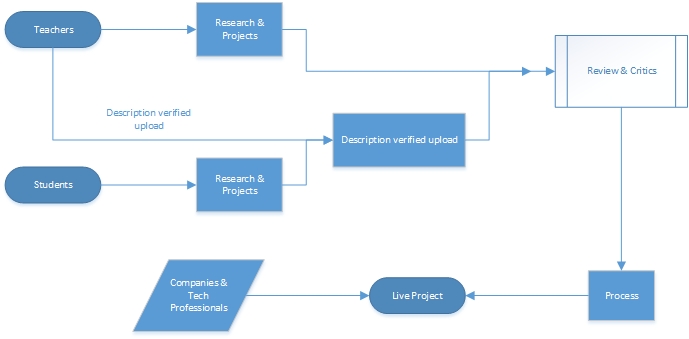 Teachers
Research &
Projects
Review & Critics
Description verified
upload
Description verified upload
Students
Research &
Projects
Companies &
Tech
Professionals
Live Project
Process